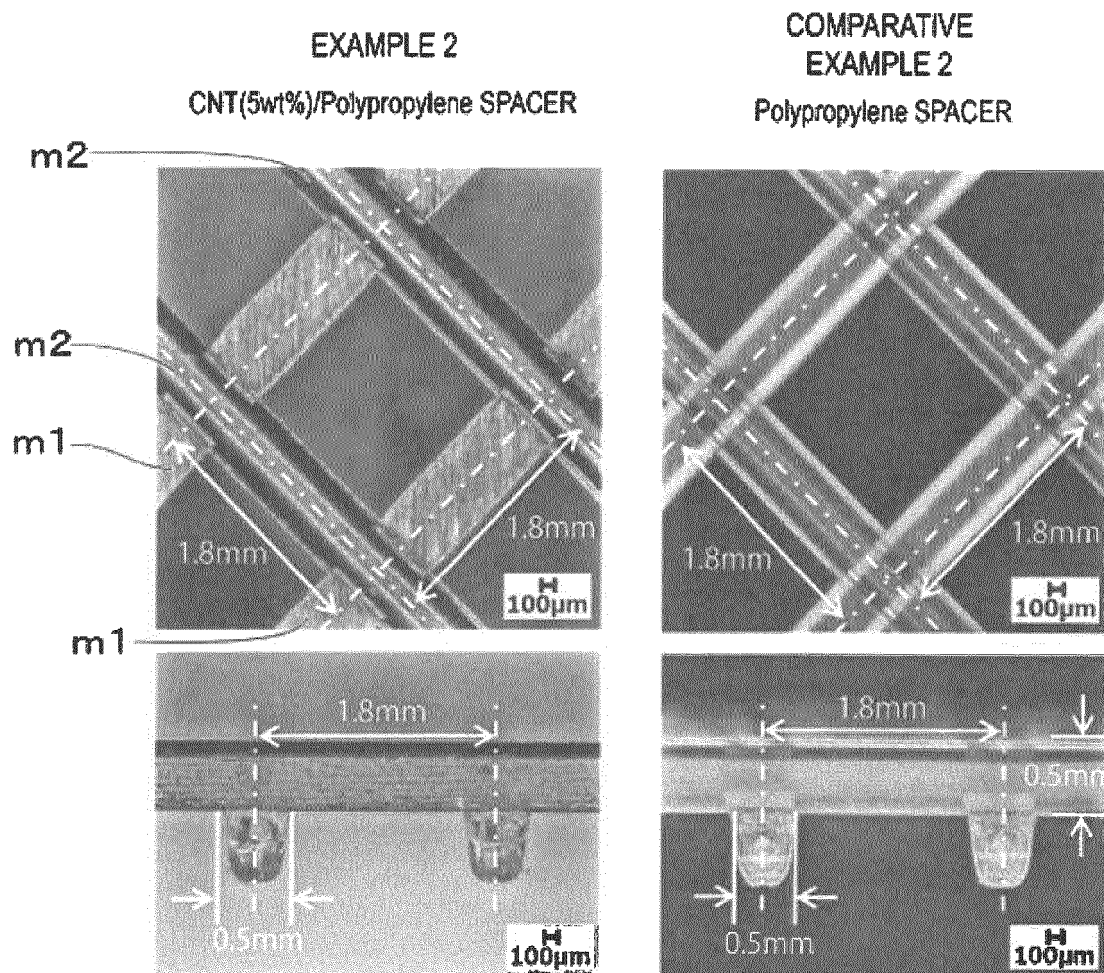 EXAMPLE 2
CNT(5wt%)/Polypropylene SPACER
COMPARATIVE
EXAMPLE 2
Polypropylene SPACER
m2
m2
m1
m1
1.8mm
1.8mm
100µm
1.8mm
1.8mm
100µm
1.8mm
0.5mm
100µm
1.8mm
0.5mm
0.5mm
100µm